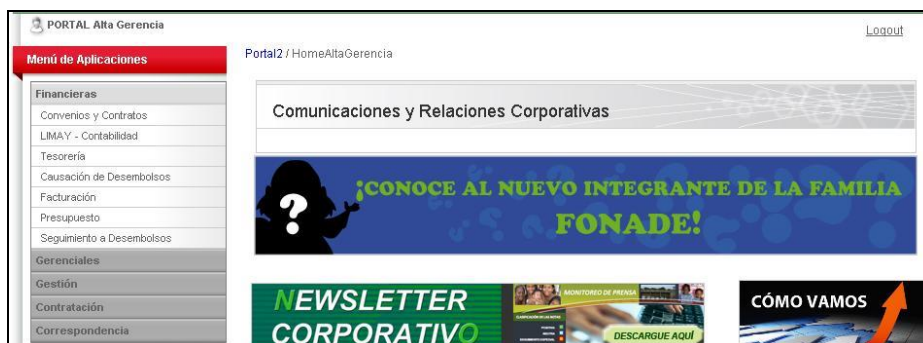 PORTAL Alta Gerencia
Logout
Menú de Aplicaciones
Portal2 / HomeAltaGerencia
Financieras
Convenios y Contratos
LIMAY - Contabilidad
Tesorería
Causación de Desembolsos
Facturación
Presupuesto
Seguimiento a Desembolsos
Gerenciales
Gestión
Contratación
Correspondencia
Comunicaciones y Relaciones Corporativas
?
¡CONOCE AL NUEVO INTEGRANTE DE LA FAMILIA
FONADE!
NEWSLETTER
CORPORATIVO
MONITOREO DE PRENSA
DESCARGUE AQUÍ
CÓMO VAMOS